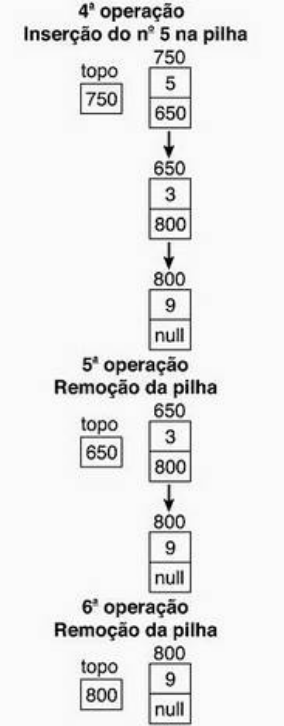 4ª operação
Inserção do nº 5 na pilha
topo
750
750
5
650
650
3
800
800
9
null
5ª operação
Remoção da pilha
topo
650
650
3
800
800
9
null
6ª operação
Remoção da pilha
topo
800
800
9
null